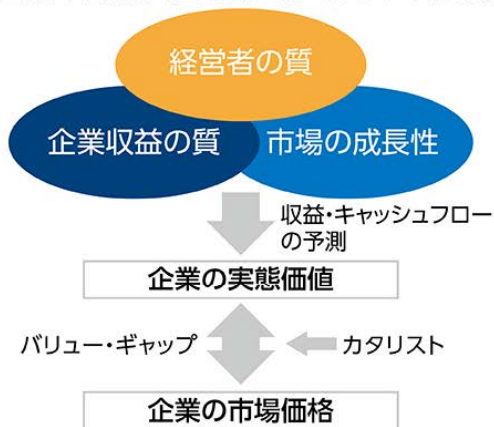 経営者の質
企業収益の質
市場の成長性
収益・キャッシュフロー
の予測
企業の実態価値
バリュー・ギャップ
カタリスト
企業の市場価格